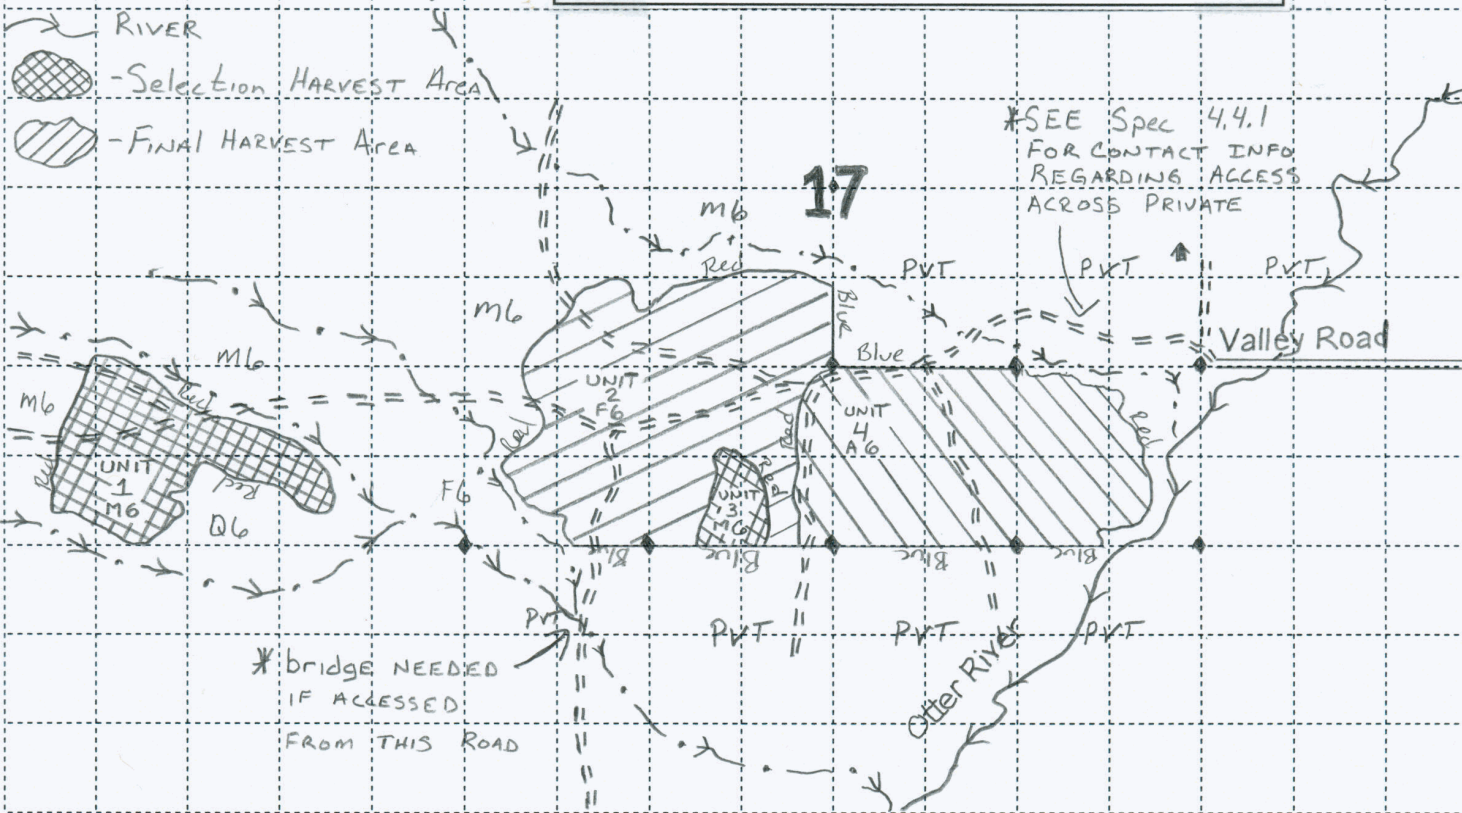 RIVER
-Selection HARVEST Area
-FINAL HARVEST Area
*SEE Spec 4.4.1
FOR CONTACT INFO
REGARDING ACCESS
ACROSS PRIVATE
17
M6
Red
PVT
PVT
PVT
M6
Blue
Valley Road
M6
Blue
M6
Red
UNIT
2
F6
UNIT
4
A6
Red
Red
Red
Red
UNIT
1
M6
Red
F6
Red
UNIT
3
M6
Q6
Blue
Blue
Blue
Blue
PVT
PVT
PVT
PVT
Otter River
* bridge NEEDED
IF ACCESSED
FROM THIS ROAD